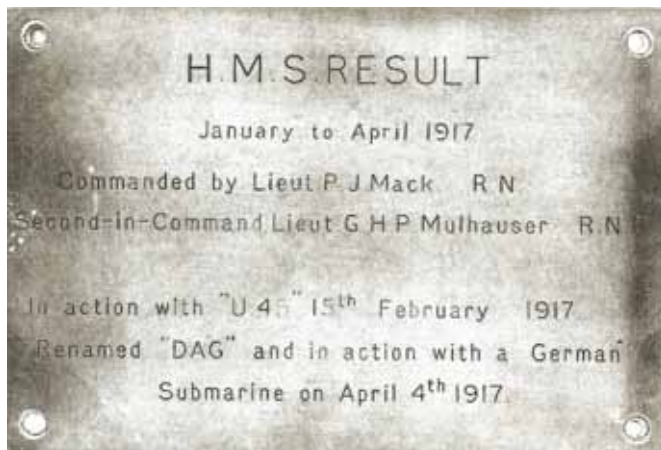 H.M.S. RESULT
January to April 1917
Commanded by Lieut P J Mack R N
Second-in-Command Lieut G H P Mulhauser R.N
In action with "U 45" 15th February 1917
Renamed "DAG" and in action with a German
Submarine on April 4th 1917.